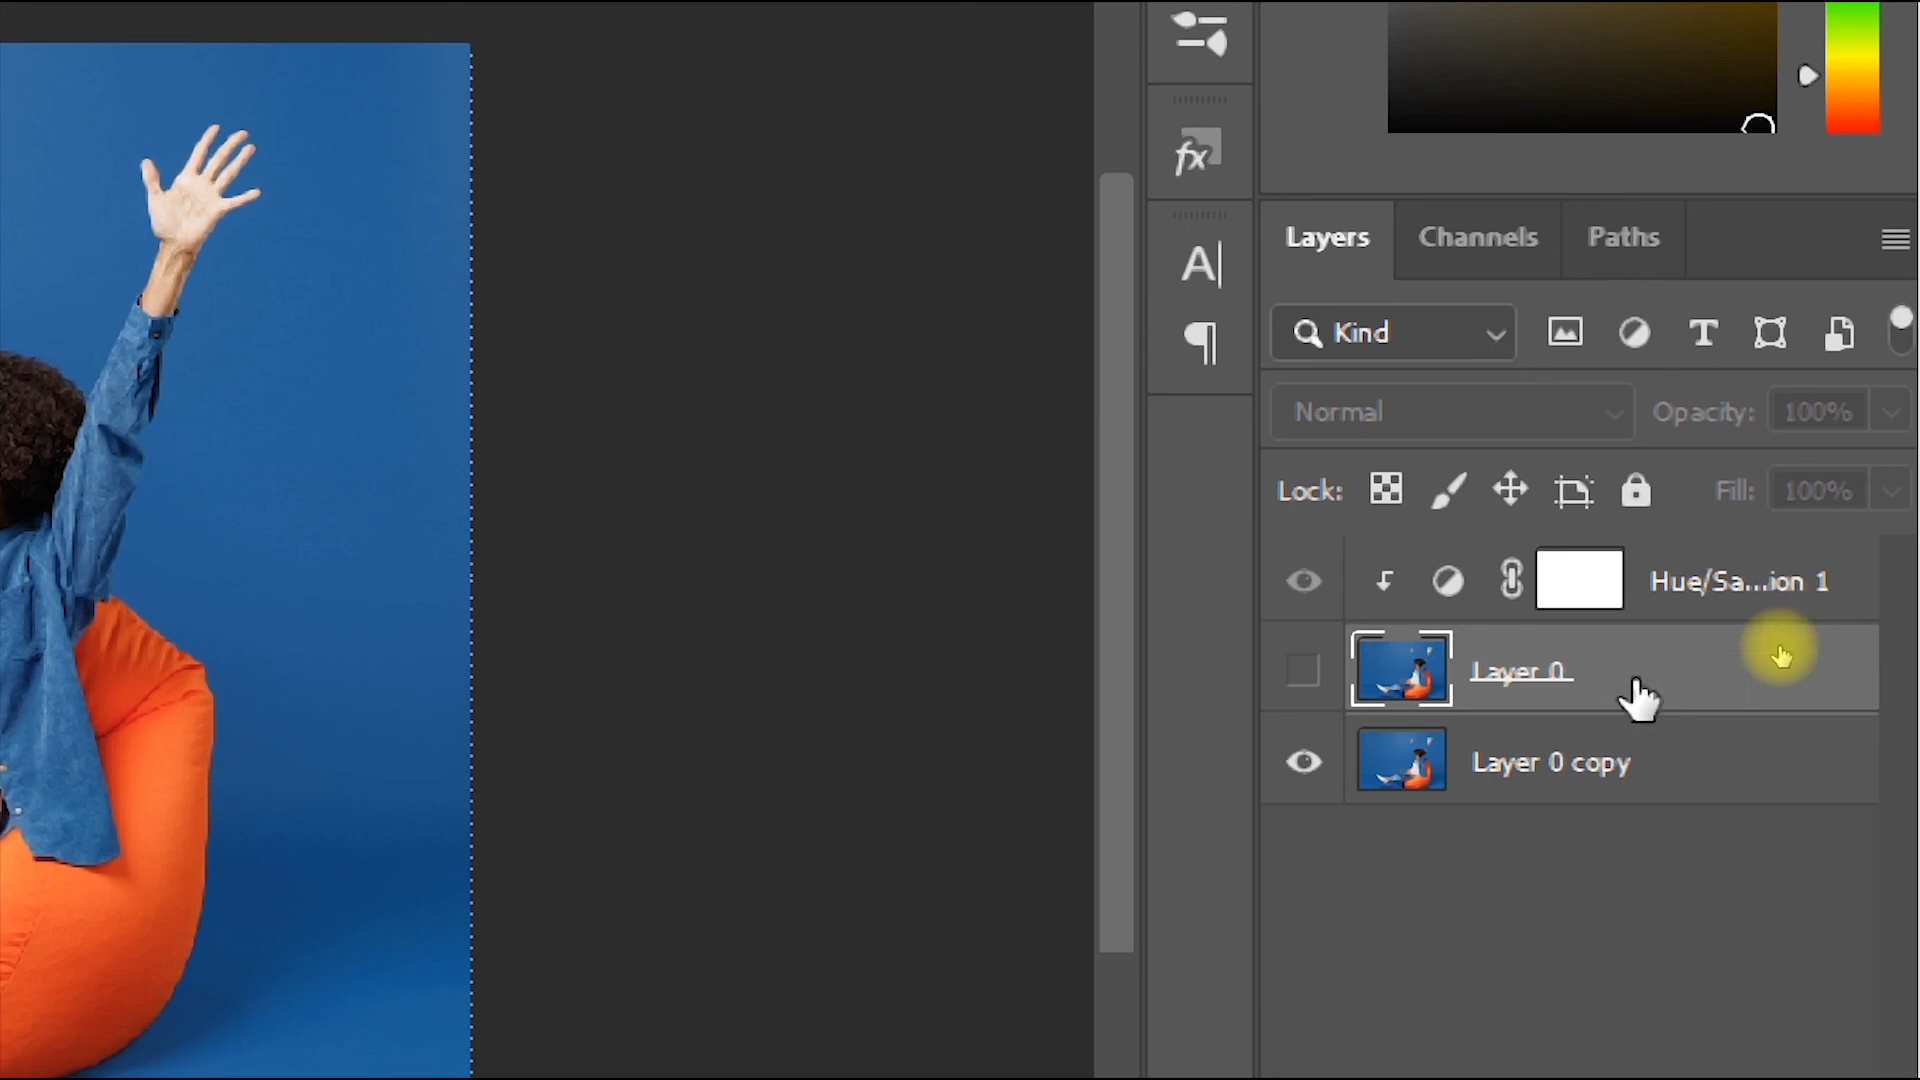 fx
Layers Channels Paths
A
Kind T
Normal Opacity: 100%
Lock: Fill: 100%
Hue/Sa...ion 1
Layer 0
Layer 0 copy